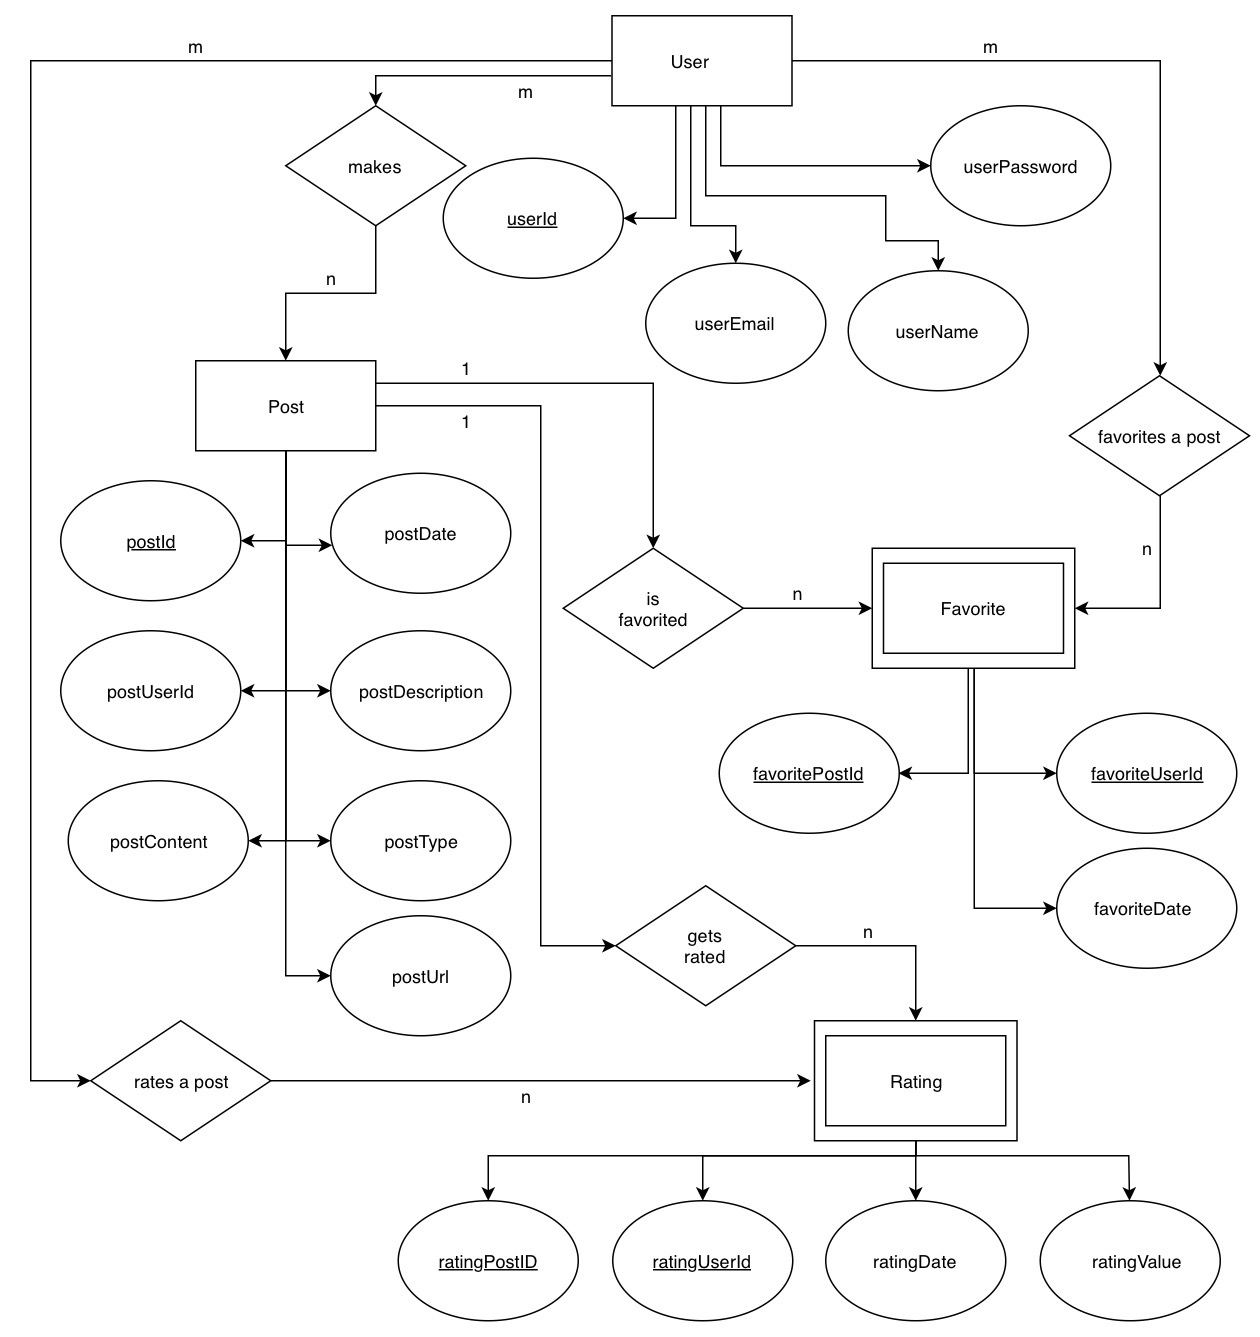 m
User
m
m
makes
userPassword
userId
n
userEmail
userName
1
Post
1
favorites a post
postDate
postId
n
n
is
favorited
Favorite
postUserId
postDescription
favoritePostId
favoriteUserId
postContent
postType
favoriteDate
n
gets
rated
postUrl
rates a post
Rating
n
ratingPostID
ratingUserId
ratingDate
ratingValue